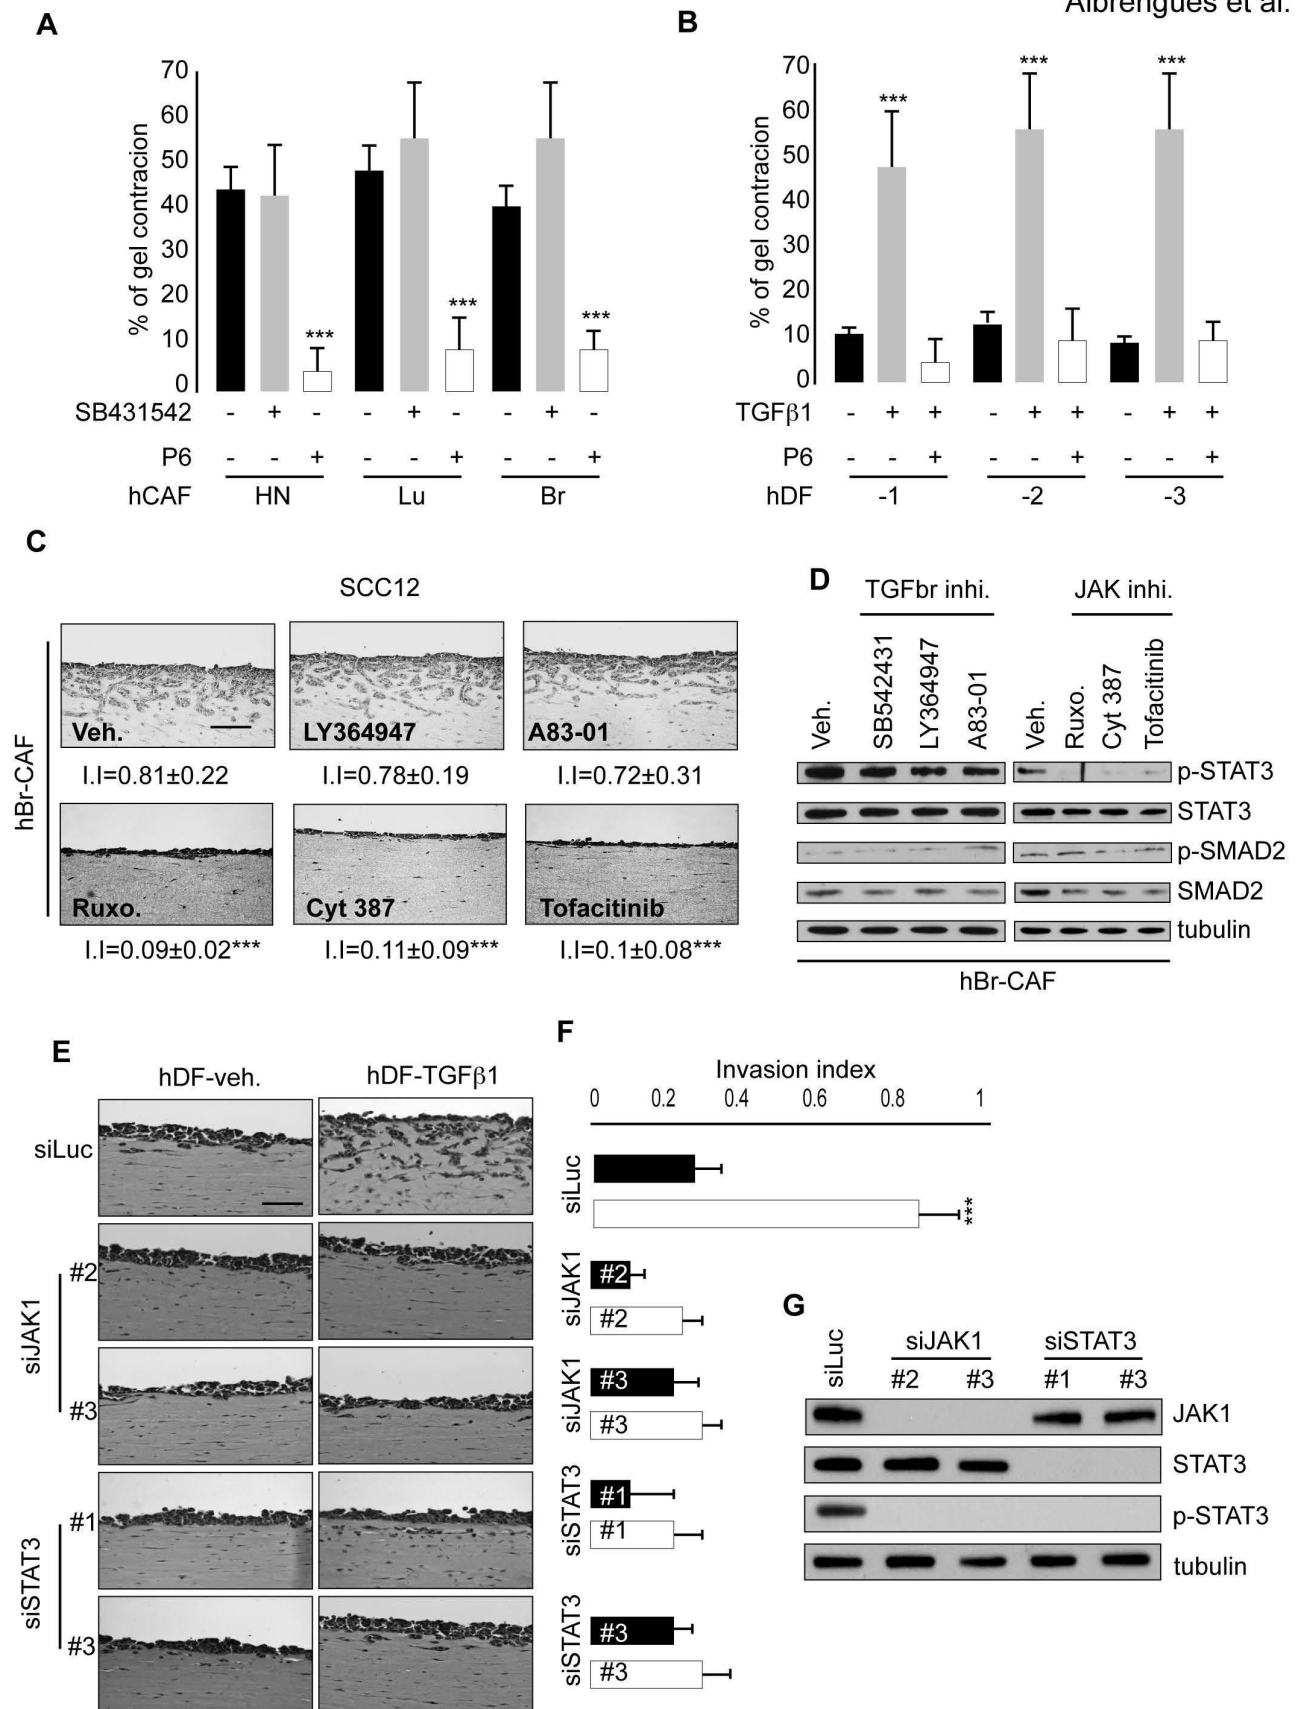 Albrengues et al.
A
% of gel contracion
70
60
50
40
30
20
10
0
*** *** ***
SB431542 - + - - + - - + -
P6 - - + - - + - - +
hCAF HN Lu Br
B
% of gel contracion
70
60
50
40
30
20
10
0
*** *** ***
TGFβ1 - + + - + + - + +
P6 - - + - - + - - +
hDF -1 -2 -3
C
SCC12
hBr-CAF
Veh. LY364947 A83-01
I.I=0.81±0.22 I.I=0.78±0.19 I.I=0.72±0.31
Ruxo. Cyt 387 Tofacitinib
I.I=0.09±0.02*** I.I=0.11±0.09*** I.I=0.1±0.08***
D
TGFbr inhi. JAK inhi.
Veh. SB542431 LY364947 A83-01 Veh. Ruxo. Cyt 387 Tofacitinib
p-STAT3
STAT3
p-SMAD2
SMAD2
tubulin
hBr-CAF
E
hDF-veh. hDF-TGFβ1
siLuc
siJAK1
#2
#3
siSTAT3
#1
#3
F
Invasion index
0 0.2 0.4 0.6 0.8 1
siLuc
***
siJAK1
#2
#2
siJAK1
#3
#3
siSTAT3
#1
#1
siSTAT3
#3
#3
G
siLuc siJAK1 siSTAT3
#2 #3 #1 #3
JAK1
STAT3
p-STAT3
tubulin